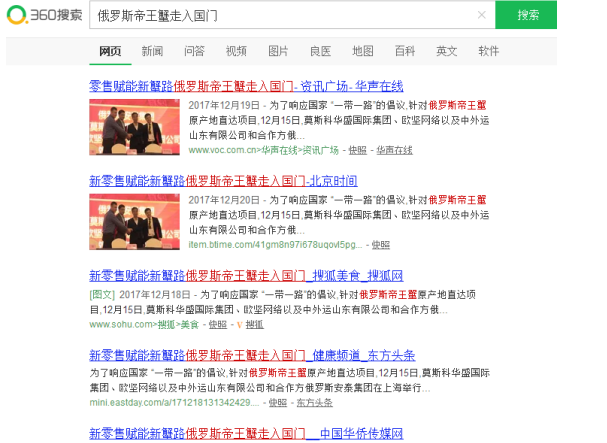 360搜索 俄罗斯帝王蟹走入国门 × 搜索
网页 新闻 问答 视频 图片 良医 地图 百科 英文 软件
零售赋能新蟹路俄罗斯帝王蟹走入国门- 资讯广场- 华声在线
2017年12月19日 - 为了响应国家 “一带一路”的倡议,针对俄罗斯帝王蟹
原产地直达项目,12月15日,莫斯科华盛国际集团、欧坚网络以及中外运
山东有限公司和合作方俄...
www.voc.com.cn>华声在线>资讯广场 - 快照 - 华声在线
新零售赋能新蟹路俄罗斯帝王蟹走入国门-北京时间
2017年12月20日 - 为了响应国家 “一带一路”的倡议,针对俄罗斯帝王蟹
原产地直达项目,12月15日,莫斯科华盛国际集团、欧坚网络以及中外运
山东有限公司和合作方俄...
item.btime.com/41gm8n97i678uqovl5pg... - 快照
新零售赋能新蟹路俄罗斯帝王蟹走入国门_搜狐美食_搜狐网
[图文] 2017年12月18日 - 为了响应国家 “一带一路”的倡议,针对俄罗斯帝王蟹原产地直达项
目,12月15日,莫斯科华盛国际集团、欧坚网络以及中外运山东有限公司和合作方俄...
www.sohu.com>搜狐>美食 - 快照 - V 搜狐
新零售赋能新蟹路俄罗斯帝王蟹走入国门_健康频道_东方头条
为了响应国家 “一带一路”的倡议,针对俄罗斯帝王蟹原产地直达项目,12月15日,莫斯科华盛国际
集团、欧坚网络以及中外运山东有限公司和合作方俄罗斯安泰集团在上海举行...
mini.eastday.com/a/171218131342429.... - 快照 - 东方头条
新零售赋能新蟹路俄罗斯帝王蟹走入国门__中国华侨传媒网